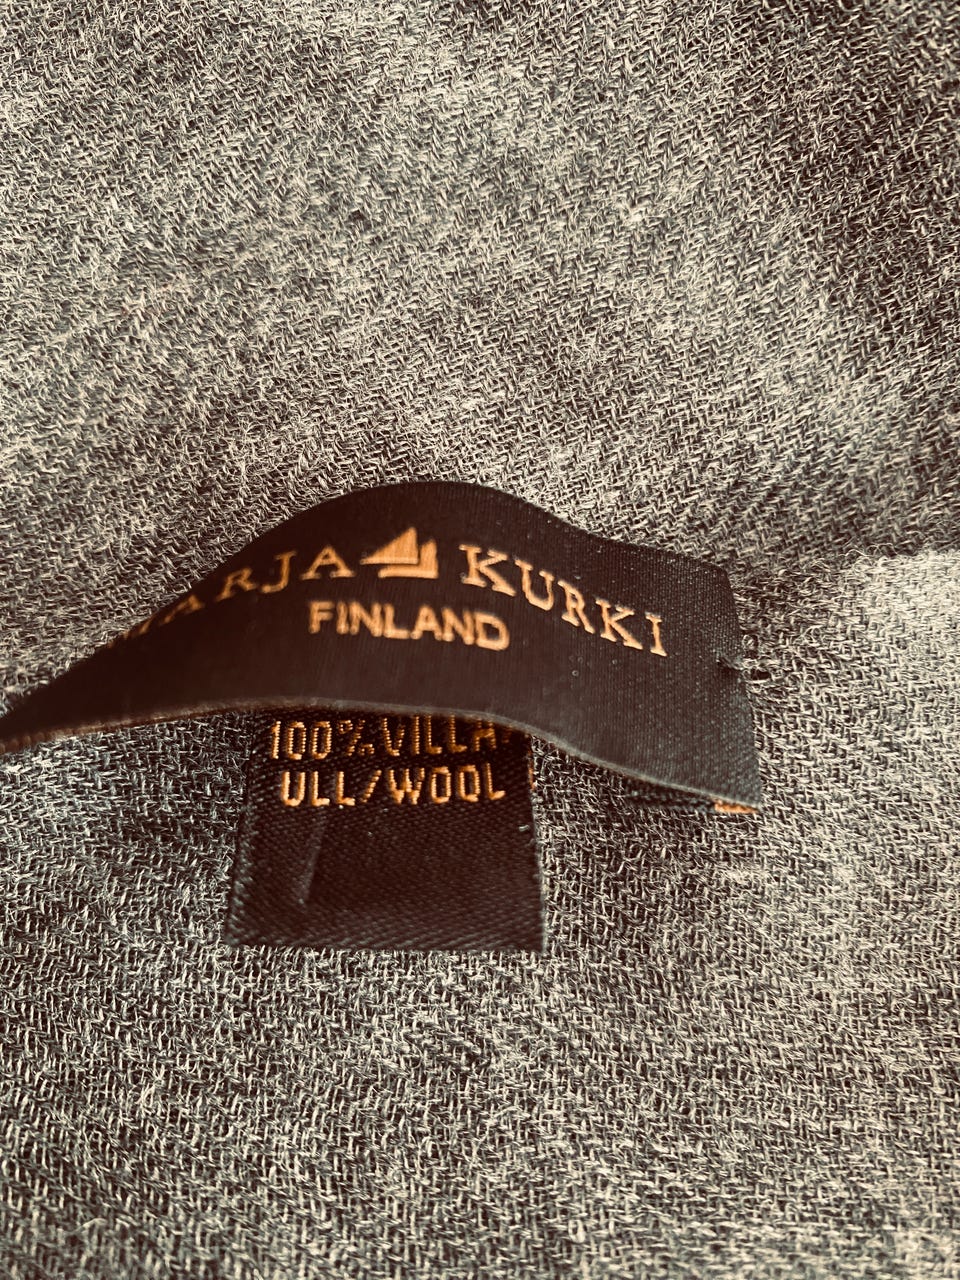 MARJA KURKI
FINLAND
100% VILLA
ULL/WOOL